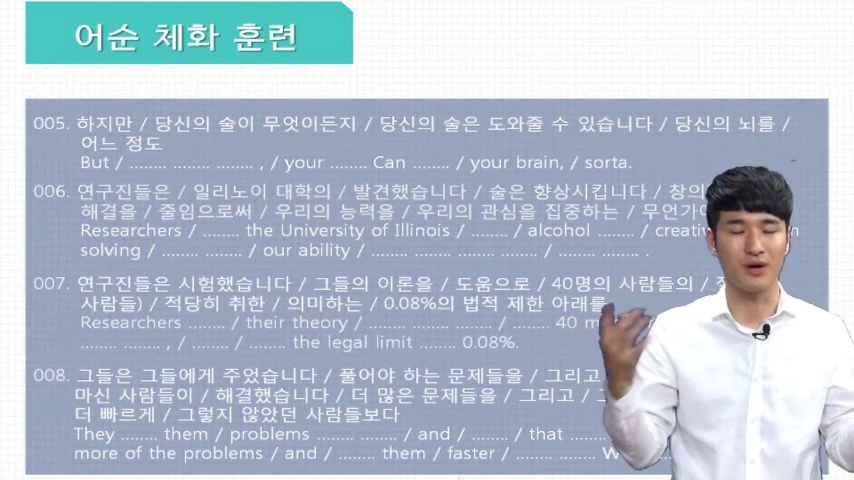 어순 체화 훈련
005. 하지만 / 당신의 술이 무엇이든지 / 당신의 술은 도와줄 수 있습니다 / 당신의 뇌를 /
어느 정도
But / ........ ........ ........ , / your ........ Can ........ / your brain, / sorta.
006. 연구진들은 / 일리노이 대학의 / 발견했습니다 / 술은 향상시킵니다 /
해결을 / 줄임으로써 / 우리의 능력을 / 우리의 관심을 집중하는 /
Researchers / ........ the University of Illinois / ........ / alcohol ........ /
solving / ........ ........ / our ability / ........ ........ ........ ........ / ........ ........ .
007. 연구진들은 시험했습니다 / 그들의 이론을 / 도움으로 / 40명의 사람들의 /
사람들) / 적당히 취한 / 의미하는 / 0.08%의 법적 제한 아래를
Researchers ........ / their theory / ........ ........ ........ / ........ 40
........ ........ , / ........ / ........ the legal limit ........ 0.08%.
008. 그들은 그들에게 주었습니다 / 풀어야 하는 문제들을 / 그리고
마신 사람들이 / 해결했습니다 / 더 많은 문제들을 / 그리고 /
더 빠르게 / 그렇지 않았던 사람들보다
They ........ them / problems ........ ........ / and / ........ / that ........
more of the problems / and / ........ them / faster / ........ ........